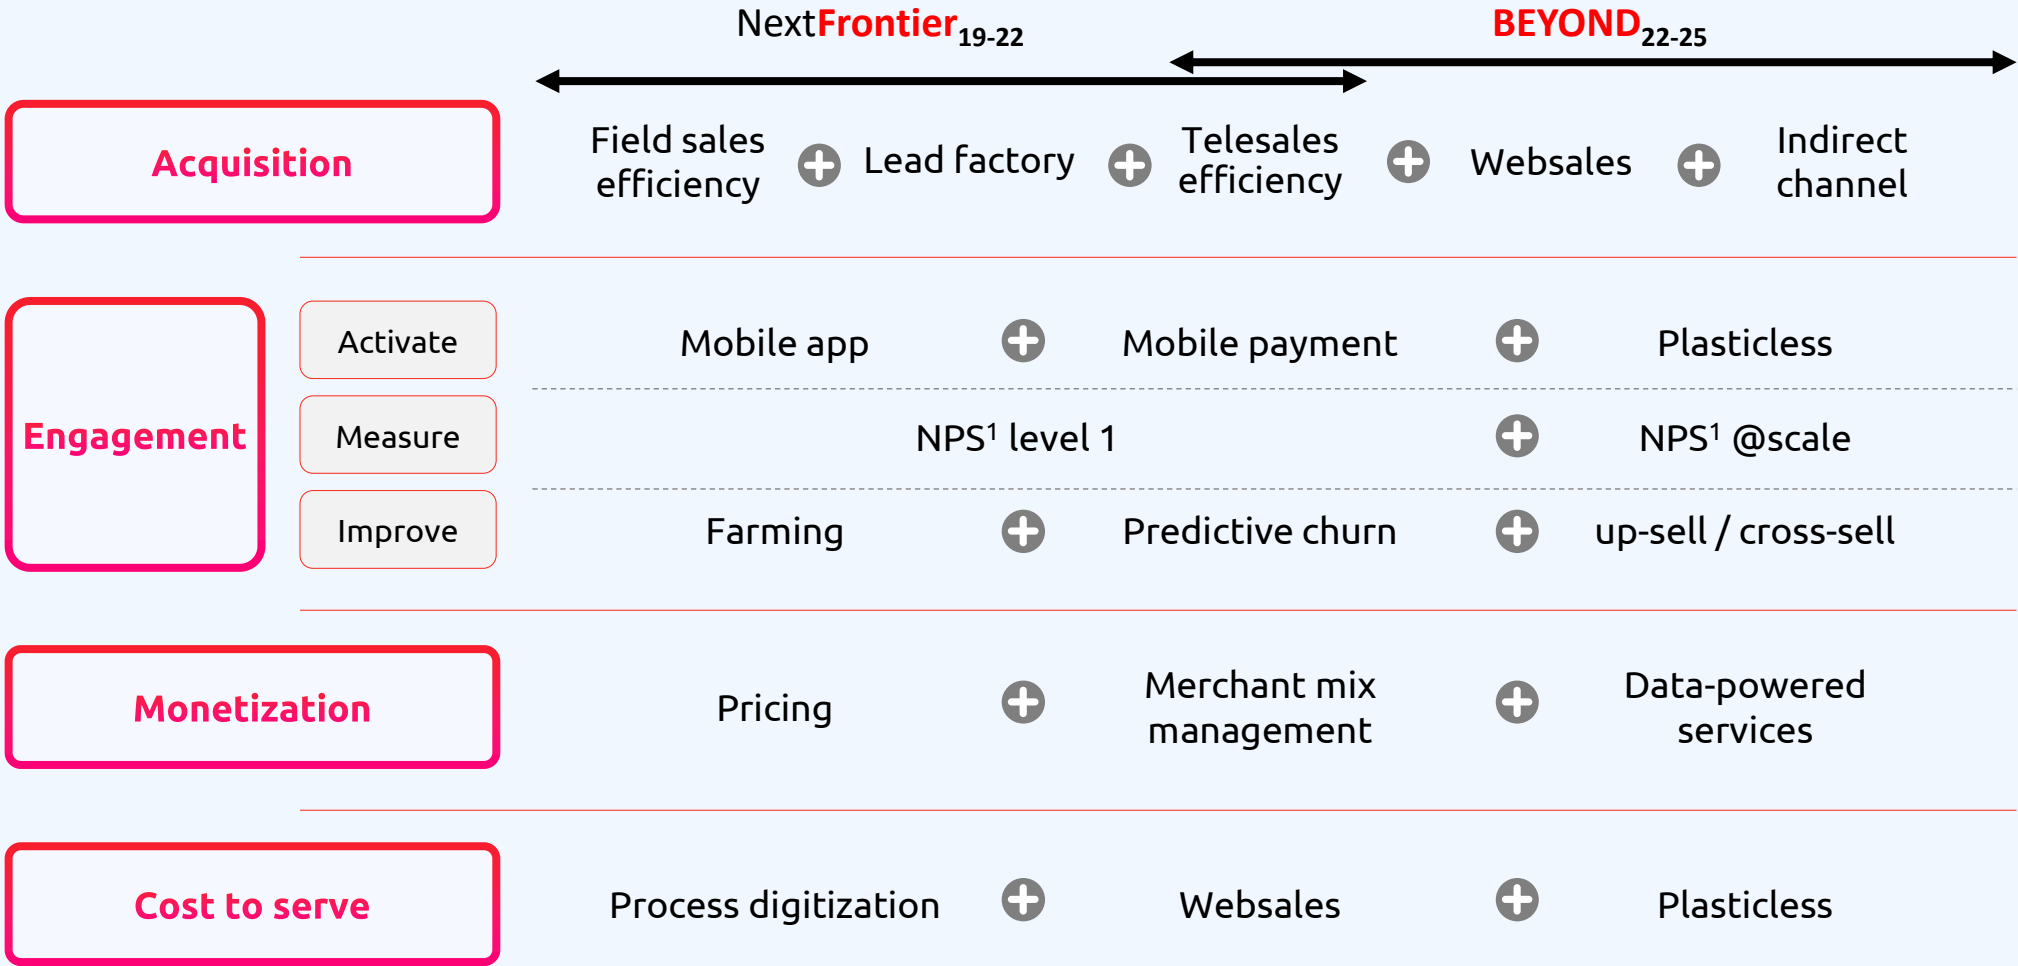 NextFrontier19-22
BEYOND22-25
Acquisition
Field sales
efficiency
Lead factory
Telesales
efficiency
Websales
Indirect
channel
Engagement
Activate
Mobile app
Mobile payment
Plasticless
Measure
NPS¹ level 1
NPS¹ @scale
Improve
Farming
Predictive churn
up-sell / cross-sell
Monetization
Pricing
Merchant mix
management
Data-powered
services
Cost to serve
Process digitization
Websales
Plasticless